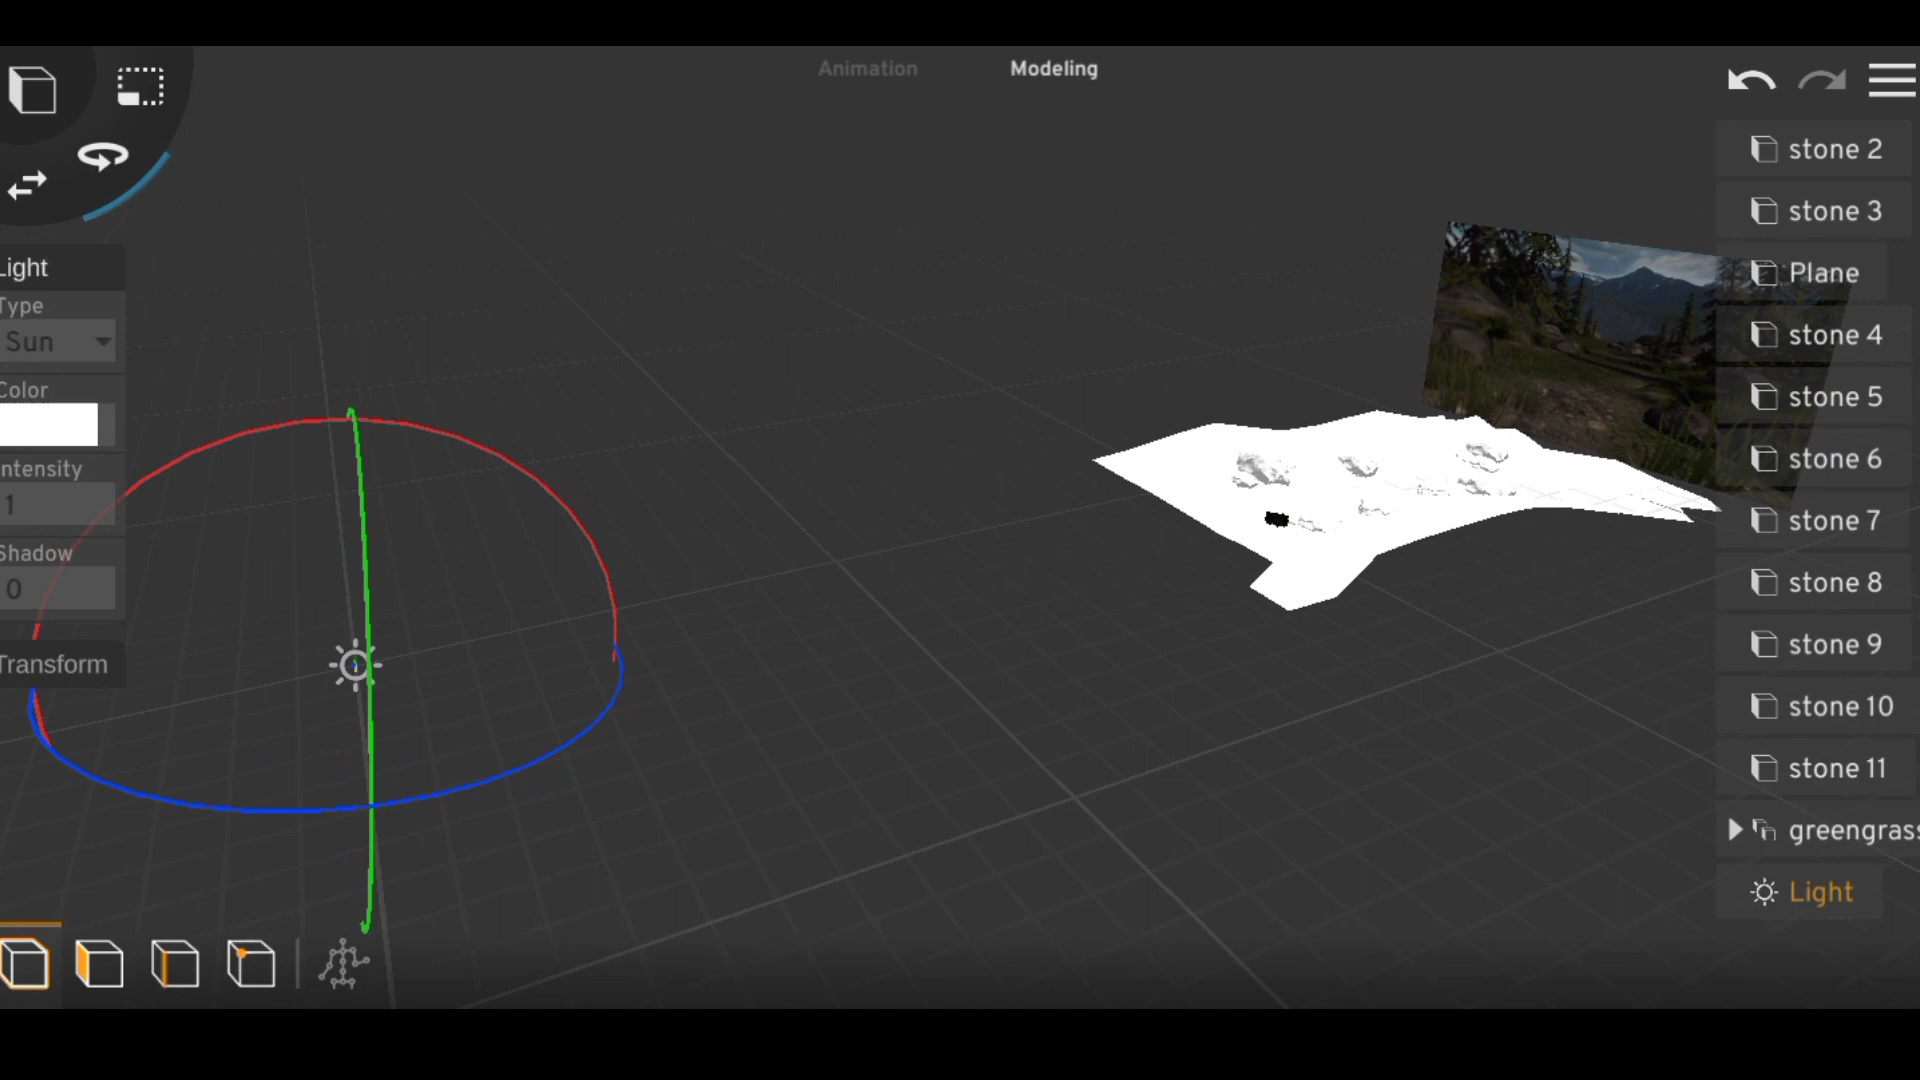 Animation
Modeling
Light
Type
Sun
Color
Intensity
1
Shadow
0
Transform
stone 2
stone 3
Plane
stone 4
stone 5
stone 6
stone 7
stone 8
stone 9
stone 10
stone 11
greengrass
Light